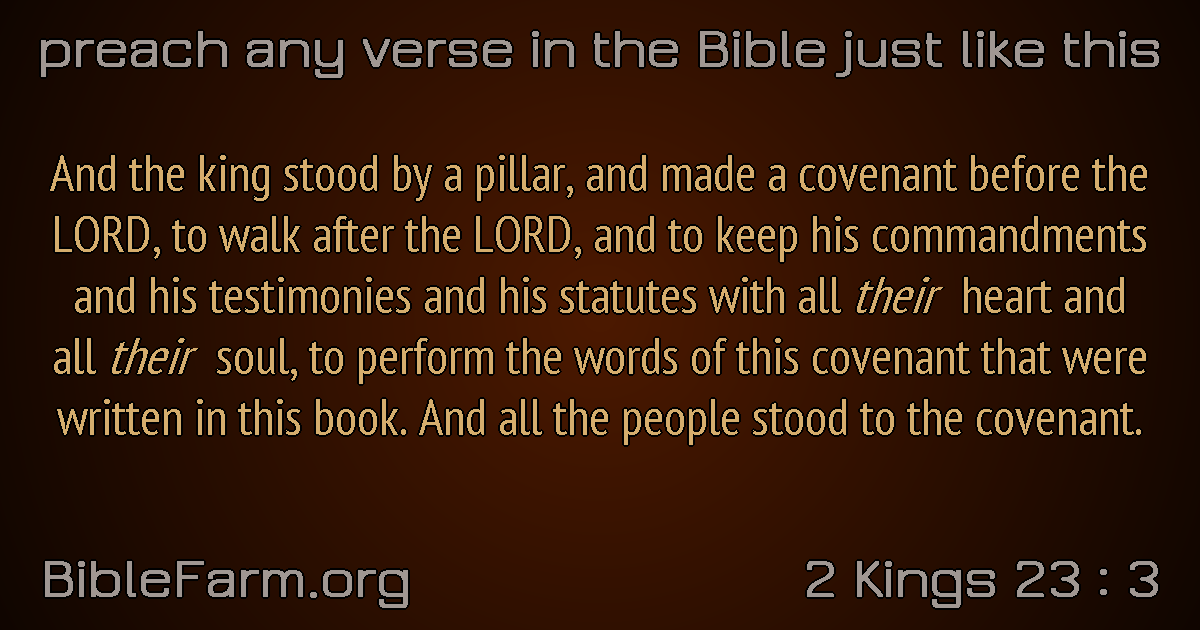 preach any verse in the Bible just like this
And the king stood by a pillar, and made a covenant before the
LORD, to walk after the LORD, and to keep his commandments
and his testimonies and his statutes with all their heart and
all their soul, to perform the words of this covenant that were
written in this book. And all the people stood to the covenant.
BibleFarm.org
2 Kings 23 : 3